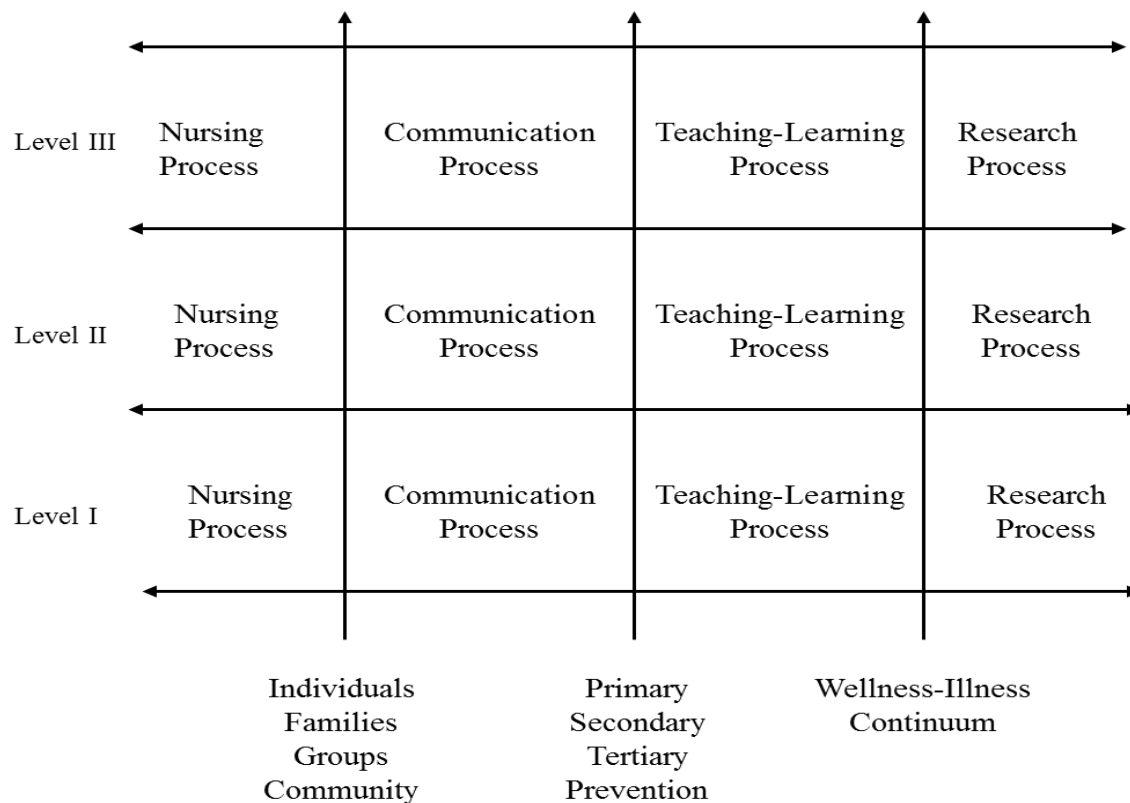 Level III
Nursing
Process
Communication
Process
Teaching-Learning
Process
Research
Process
Level II
Nursing
Process
Communication
Process
Teaching-Learning
Process
Research
Process
Level I
Nursing
Process
Communication
Process
Teaching-Learning
Process
Research
Process
Individuals
Families
Groups
Community
Primary
Secondary
Tertiary
Prevention
Wellness-Illness
Continuum